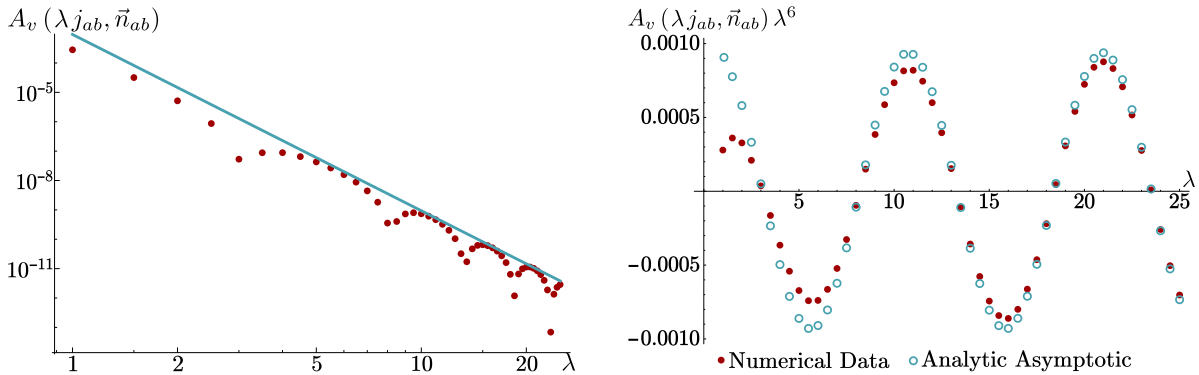 A_v (λ j_ab, n⃗_ab)
10^−5
10^−8
10^−11
1 2 5 10 20 λ
A_v (λ j_ab, n⃗_ab) λ^6
0.0010
0.0005
λ
5 10 15 20 25
−0.0005
−0.0010
Numerical Data Analytic Asymptotic